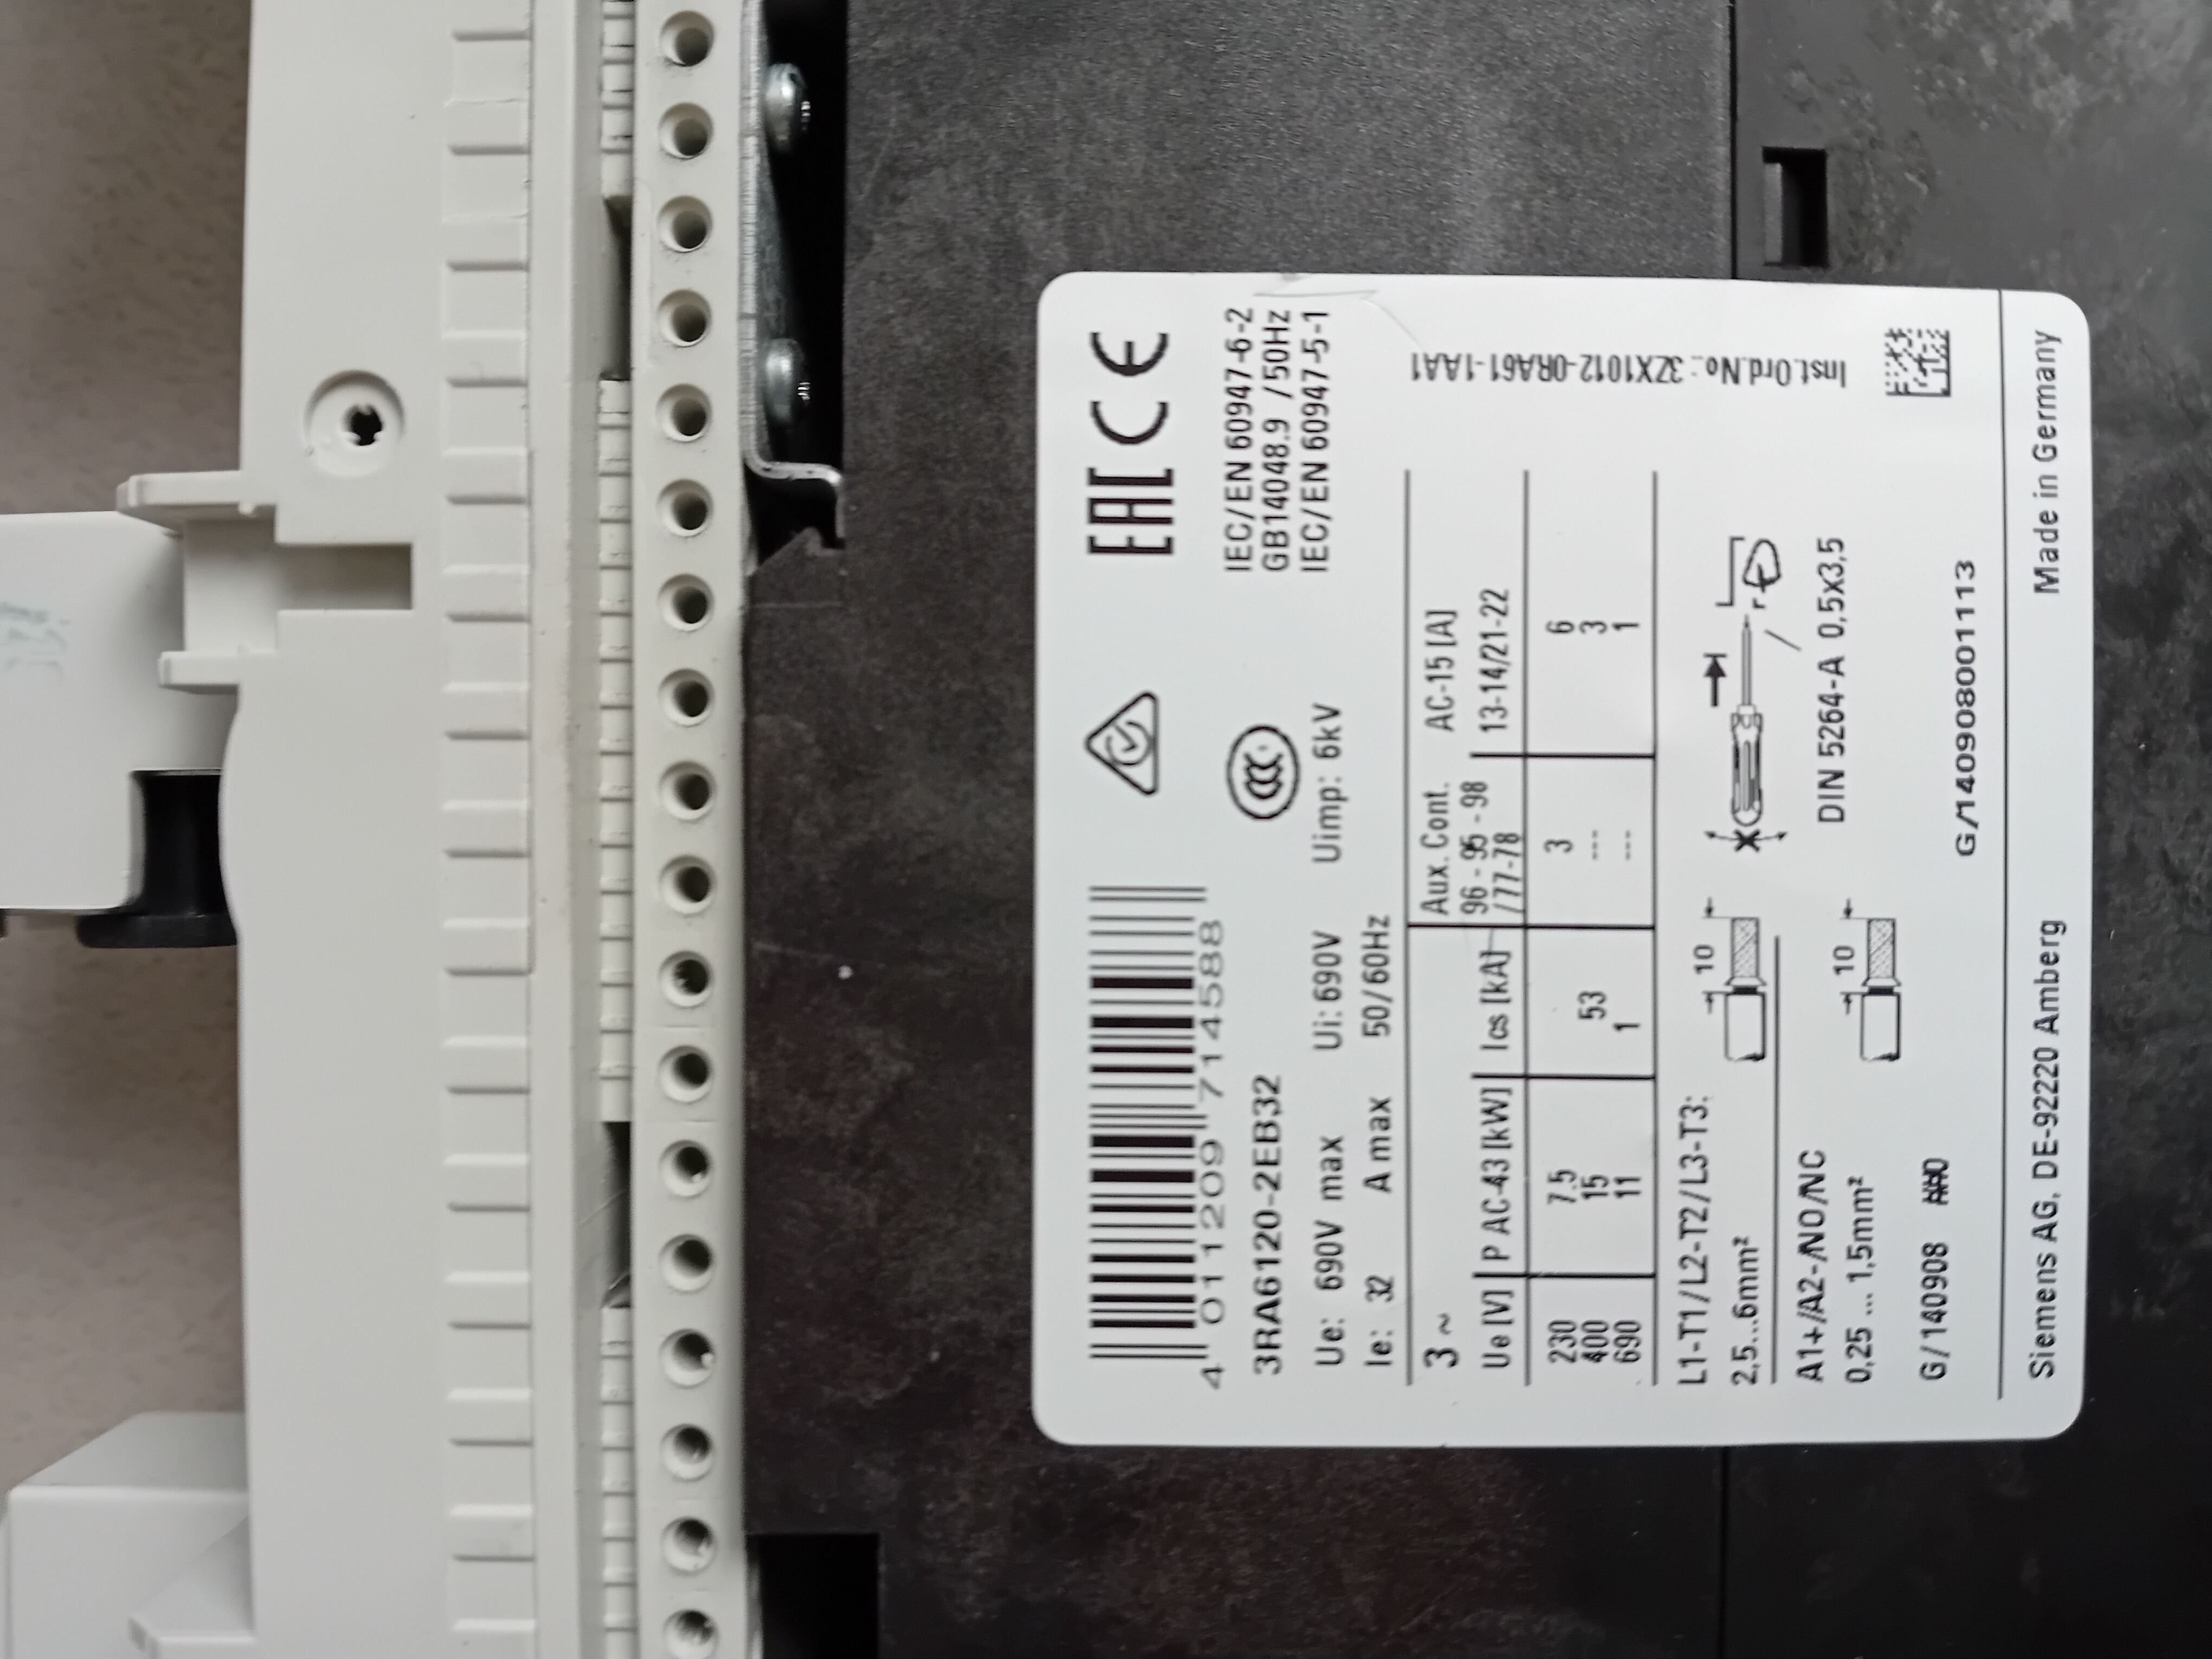 EAC CE
4 011209 714588
3RA6120-2EB32
IEC/EN 60947-6-2
GB14048.9 /50Hz
IEC/EN 60947-5-1
CCC
Ue: 690V max Ui: 690V Uimp: 6kV
Ie: 32 A max 50/60Hz
3 ~ Aux. Cont. AC-15 [A]
Ue [V] P AC-43 [kW] Ics [kA] 96 - 95 - 98 /77-78 13-14/21-22
230 7.5 3 6
400 15 53 --- 3
690 11 1 --- 1
Inst.Ord.No.: 3ZX1012-0RA61-1AA1
L1-T1/L2-T2/L3-T3: 10
2,5...6mm²
A1+/A2-/NO/NC 10 DIN 5264-A 0,5x3,5
0,25 ... 1,5mm²
G/140908 G/140908001113
Siemens AG, DE-92220 Amberg Made in Germany